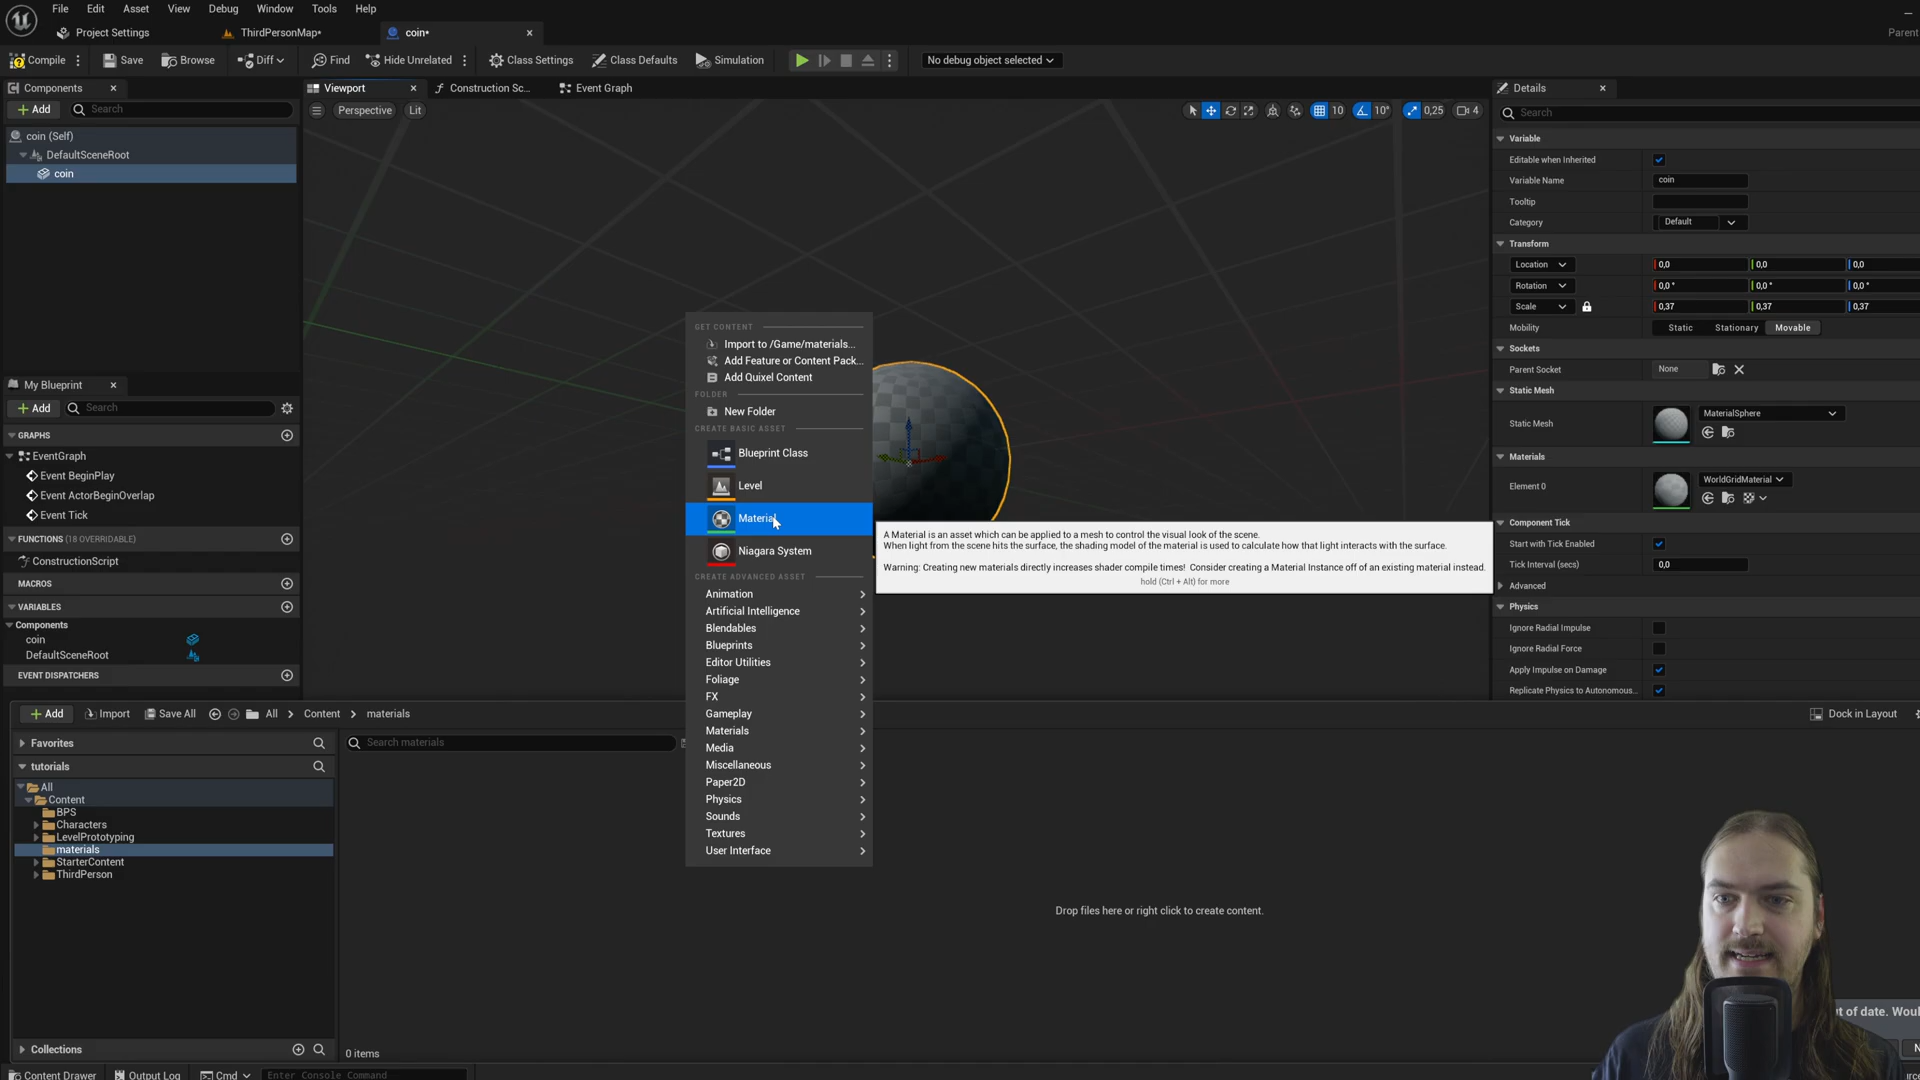 File Edit Asset View Debug Window Tools Help
Project Settings ThirdPersonMap* coin*
Parent
Compile Save Browse Diff Find Hide Unrelated Class Settings Class Defaults Simulation No debug object selected
Components Viewport Construction Sc... Event Graph Details
Add Search Perspective Lit 10 10° 0,25 4 Search
coin (Self)
DefaultSceneRoot
coin
Variable
Editable when Inherited
Variable Name coin
Tooltip
Category Default
Transform
Location 0,0 0,0 0,0
Rotation 0,0 ° 0,0 ° 0,0 °
Scale 0,37 0,37 0,37
Mobility Static Stationary Movable
Sockets
Parent Socket None
Static Mesh
Static Mesh MaterialSphere
Materials
Element 0 WorldGridMaterial
Component Tick
Start with Tick Enabled
Tick Interval (secs) 0,0
Advanced
Physics
Ignore Radial Impulse
Ignore Radial Force
Apply Impulse on Damage
Replicate Physics to Autonomous...
My Blueprint
Add Search
GRAPHS
EventGraph
Event BeginPlay
Event ActorBeginOverlap
Event Tick
FUNCTIONS (18 OVERRIDABLE)
ConstructionScript
MACROS
VARIABLES
Components
coin
DefaultSceneRoot
EVENT DISPATCHERS
GET CONTENT
Import to /Game/materials...
Add Feature or Content Pack...
Add Quixel Content
FOLDER
New Folder
CREATE BASIC ASSET
Blueprint Class
Level
Material
Niagara System
CREATE ADVANCED ASSET
Animation
Artificial Intelligence
Blendables
Blueprints
Editor Utilities
Foliage
FX
Gameplay
Materials
Media
Miscellaneous
Paper2D
Physics
Sounds
Textures
User Interface
A Material is an asset which can be applied to a mesh to control the visual look of the scene.
When light from the scene hits the surface, the shading model of the material is used to calculate how that light interacts with the surface.
Warning: Creating new materials directly increases shader compile times! Consider creating a Material Instance off of an existing material instead.
hold (Ctrl + Alt) for more
Add Import Save All All Content materials Dock in Layout
Favorites Search materials
tutorials
All
Content
BPS
Characters
LevelPrototyping
materials
StarterContent
ThirdPerson
Drop files here or right click to create content.
t of date. Woul
N
Collections 0 items
Content Drawer Output Log Cmd Enter Console Command